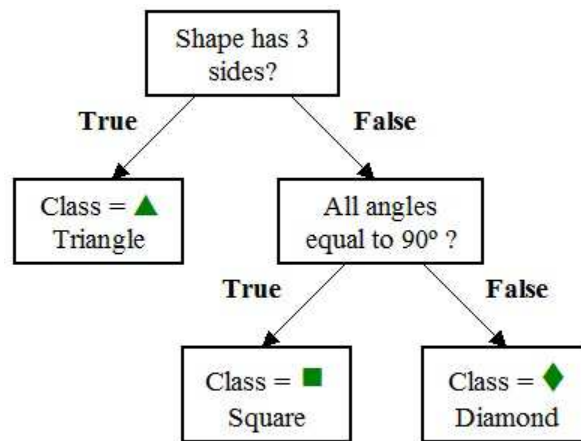 Shape has 3
sides?
True
False
Class =
Triangle
All angles
equal to 90º ?
True
False
Class =
Square
Class =
Diamond